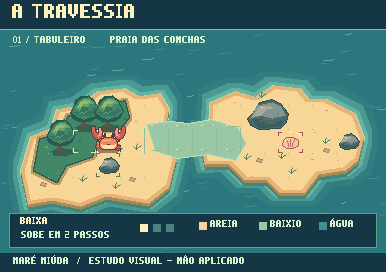 A TRAVESSIA
01 / TABULEIRO PRAIA DAS CONCHAS
BAIXA
SOBE EM 2 PASSOS
AREIA BAIXIO ÁGUA
MARÉ MIÚDA / ESTUDO VISUAL — NÃO APLICADO